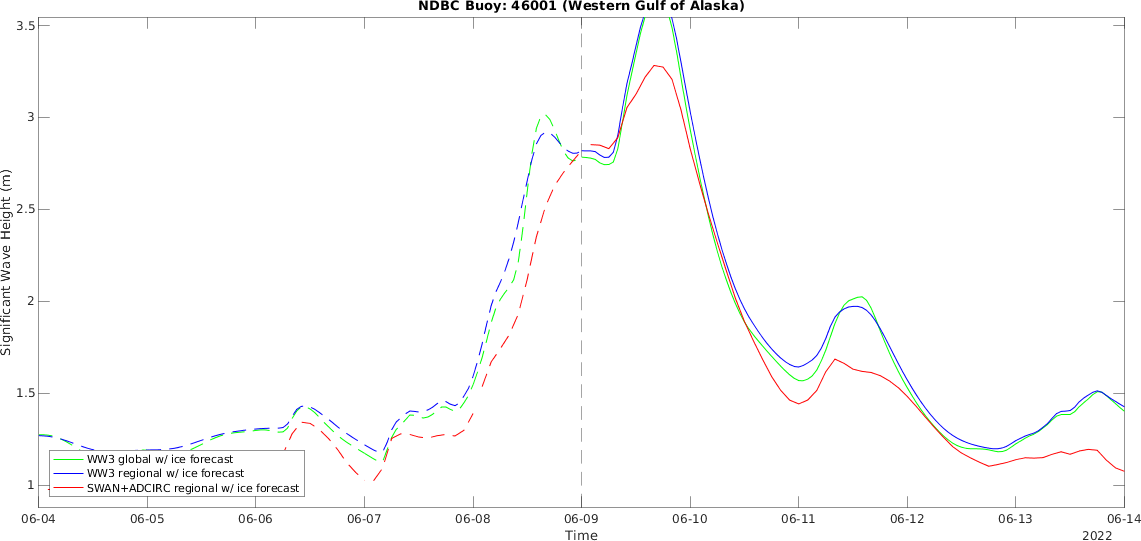 NDBC Buoy: 46001 (Western Gulf of Alaska)
3.5
3
2.5
2
1.5
1
Significant Wave Height (m)
WW3 global w/ ice forecast
WW3 regional w/ ice forecast
SWAN+ADCIRC regional w/ ice forecast
06-04 06-05 06-06 06-07 06-08 06-09 06-10 06-11 06-12 06-13 06-14
Time
2022